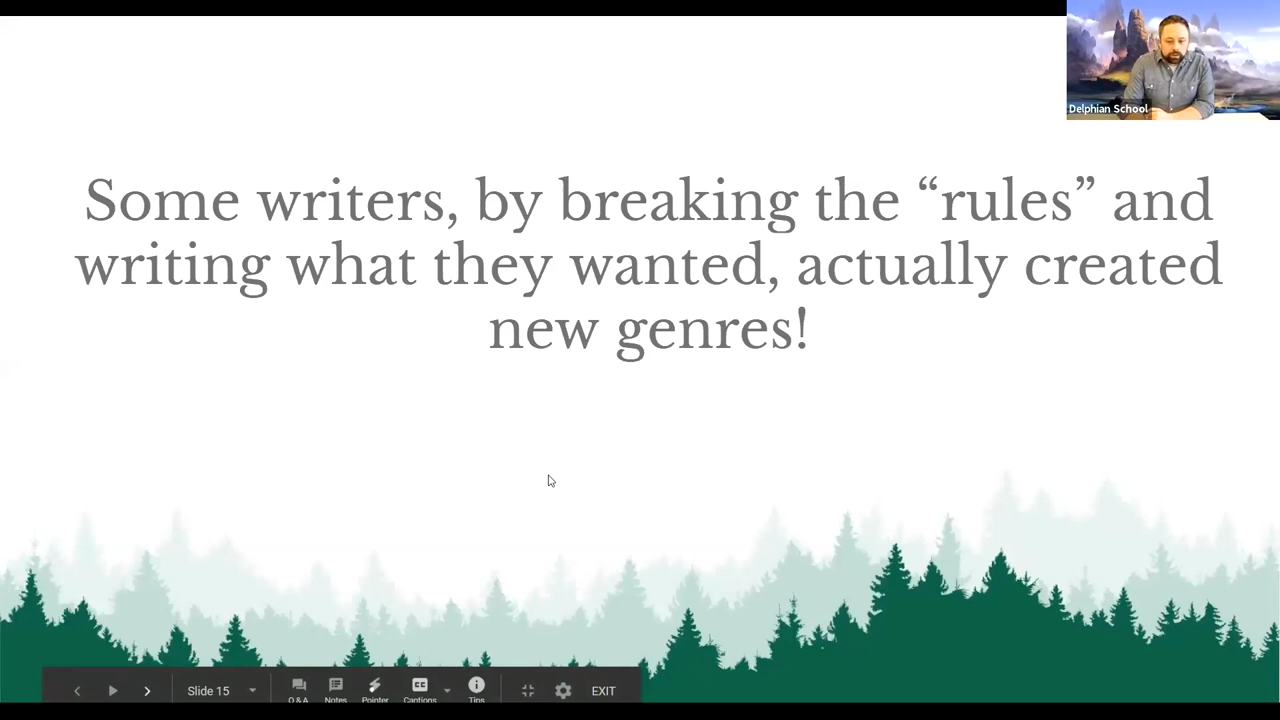 Delphian School
Some writers, by breaking the “rules” and
writing what they wanted, actually created
new genres!
Slide 15
Q & A
Notes
Pointer
Captions
Tips
EXIT